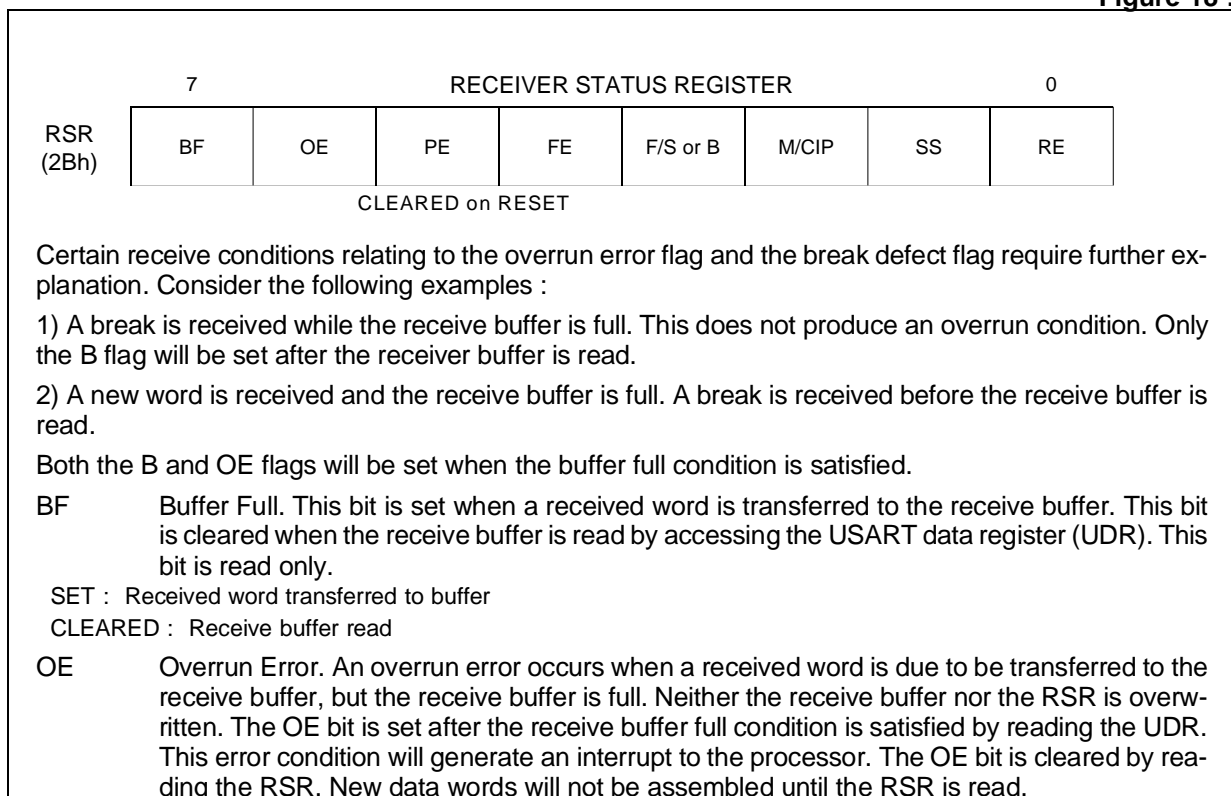 Figure 16 :
7 RECEIVER STATUS REGISTER 0
RSR
(2Bh)
BF OE PE FE F/S or B M/CIP SS RE
CLEARED on RESET
Certain receive conditions relating to the overrun error flag and the break defect flag require further ex-
planation. Consider the following examples :
1) A break is received while the receive buffer is full. This does not produce an overrun condition. Only
the B flag will be set after the receiver buffer is read.
2) A new word is received and the receive buffer is full. A break is received before the receive buffer is
read.
Both the B and OE flags will be set when the buffer full condition is satisfied.
BF Buffer Full. This bit is set when a received word is transferred to the receive buffer. This bit
is cleared when the receive buffer is read by accessing the USART data register (UDR). This
bit is read only.
SET : Received word transferred to buffer
CLEARED : Receive buffer read
OE Overrun Error. An overrun error occurs when a received word is due to be transferred to the
receive buffer, but the receive buffer is full. Neither the receive buffer nor the RSR is overw-
ritten. The OE bit is set after the receive buffer full condition is satisfied by reading the UDR.
This error condition will generate an interrupt to the processor. The OE bit is cleared by rea-
ding the RSR. New data words will not be assembled until the RSR is read.